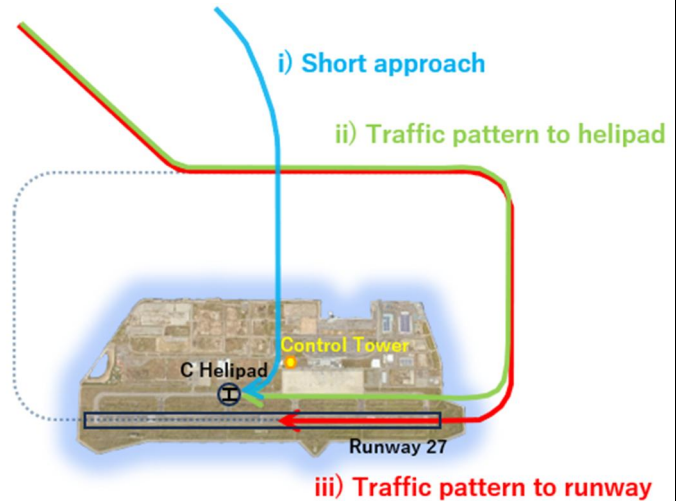 i) Short approach
ii) Traffic pattern to helipad
Control Tower
C Helipad
H
Runway 27
iii) Traffic pattern to runway